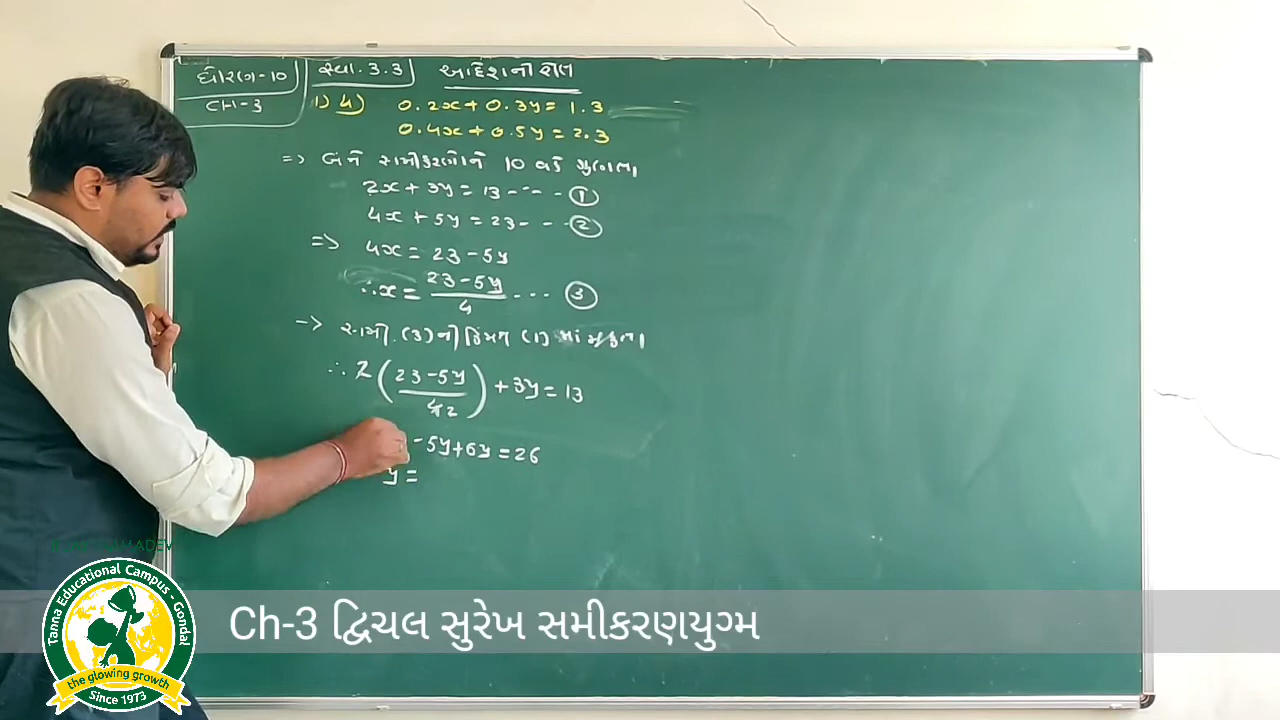 ધોરણ-10
CH-3
સ્વા. 3.3
આદેશની રીત
1) 4) 0.2x + 0.3y = 1.3
0.4x + 0.5y = 2.3
=> બંને સમીકરણોને 10 વડે ગુણતા,
2x + 3y = 13 --- - ①
4x + 5y = 23 - - -- ②
=> 4x = 23 - 5y
∴ x = (23 - 5y)/4 --- ③
-> સમી. (3) ની કિંમત (1) માં મૂકતા,
∴ 2((23 - 5y)/4 2) + 3y = 13
- 5y + 6y = 26
y =
Tanna Educational Campus - Gondal
the glowing growth
Since 1973
Ch-3 દ્વિચલ સુરેખ સમીકરણયુગ્મ